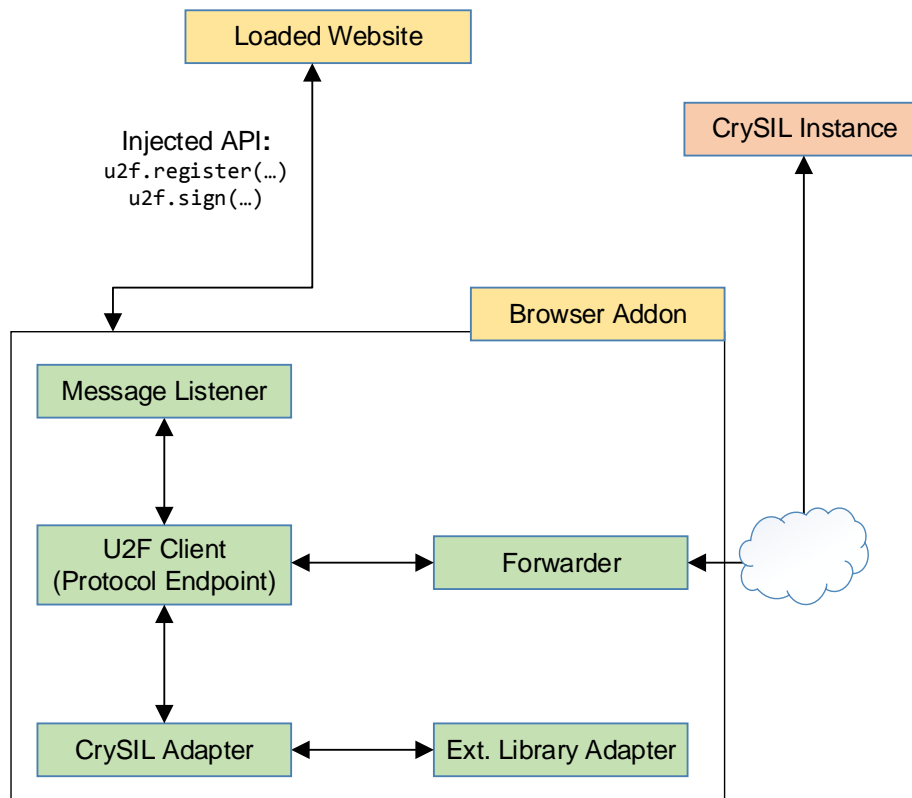 Loaded Website
CrySIL Instance
Injected API:
u2f.register(…)
u2f.sign(…)
Browser Addon
Message Listener
U2F Client
(Protocol Endpoint)
Forwarder
CrySIL Adapter
Ext. Library Adapter